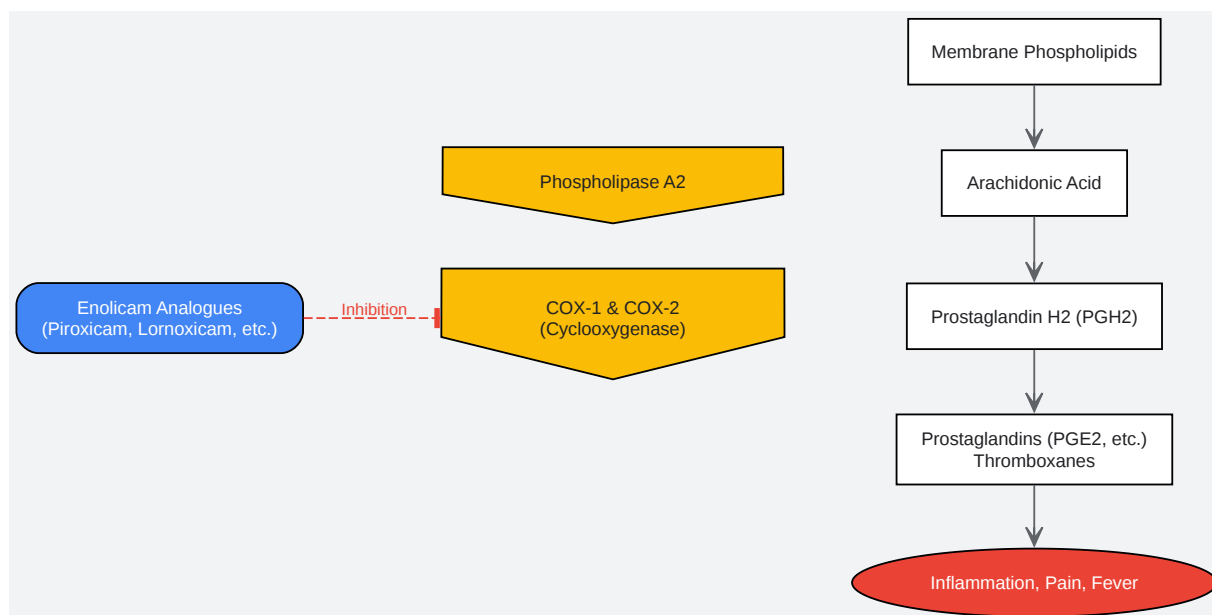 Membrane Phospholipids
Phospholipase A2
Arachidonic Acid
Enolicam Analogues
(Piroxicam, Lornoxicam, etc.)
Inhibition
COX-1 & COX-2
(Cyclooxygenase)
Prostaglandin H2 (PGH2)
Prostaglandins (PGE2, etc.)
Thromboxanes
Inflammation, Pain, Fever